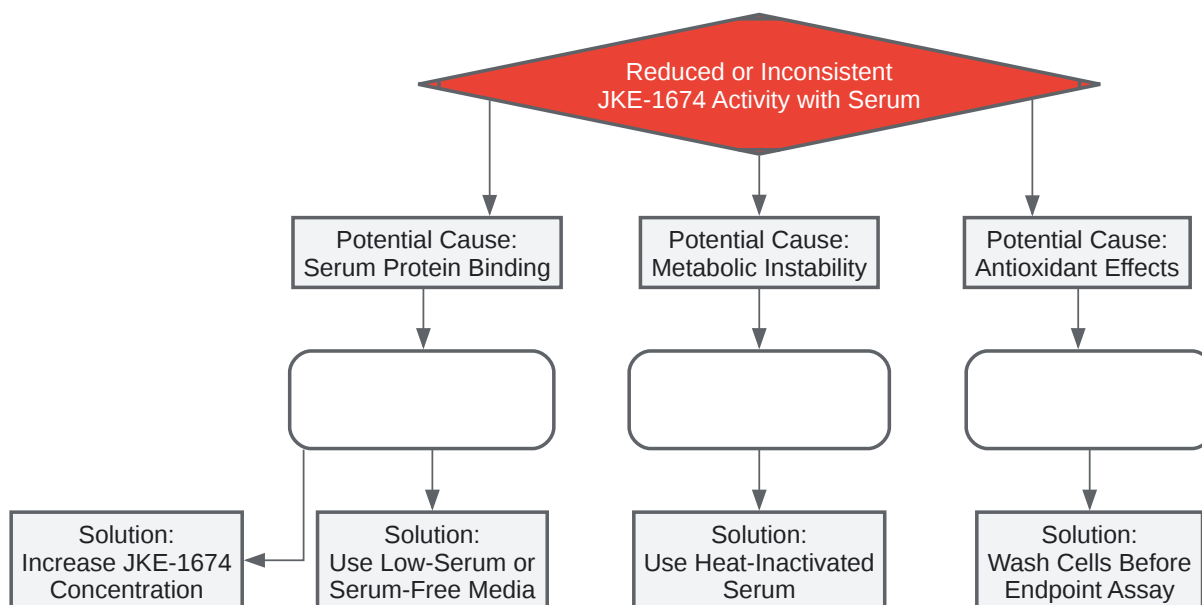 Reduced or Inconsistent
JKE-1674 Activity with Serum
Potential Cause:
Serum Protein Binding
Potential Cause:
Metabolic Instability
Potential Cause:
Antioxidant Effects
Solution:
Increase JKE-1674
Concentration
Solution:
Use Low-Serum or
Serum-Free Media
Solution:
Use Heat-Inactivated
Serum
Solution:
Wash Cells Before
Endpoint Assay